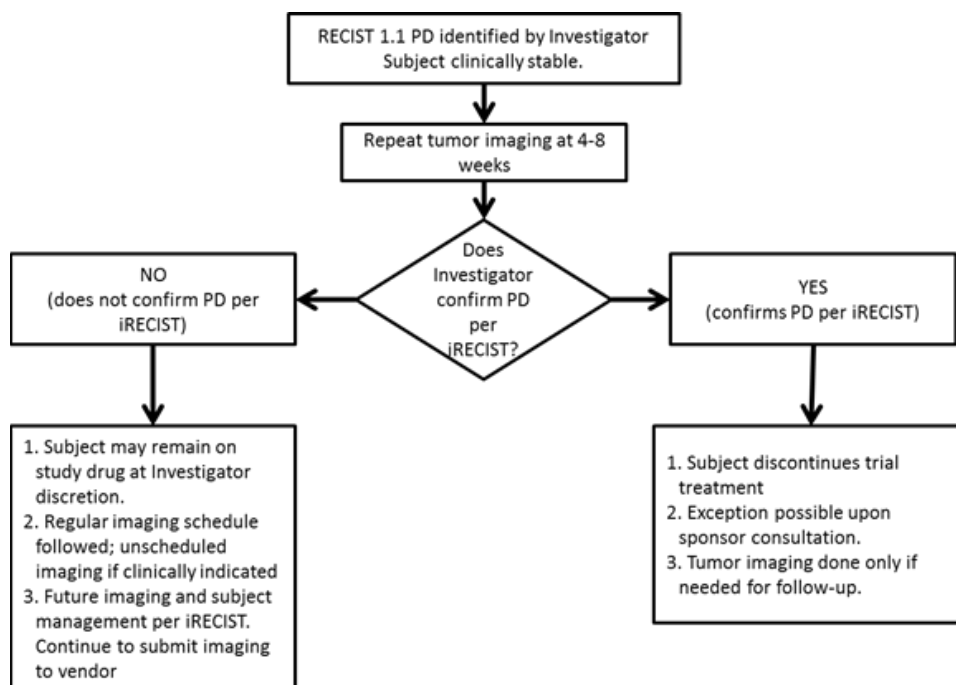 RECIST 1.1 PD identified by Investigator
Subject clinically stable.
Repeat tumor imaging at 4-8
weeks
Does
Investigator
confirm PD
per
iRECIST?
NO
(does not confirm PD per
iRECIST)
YES
(confirms PD per iRECIST)
1. Subject may remain on
study drug at Investigator
discretion.
2. Regular imaging schedule
followed; unscheduled
imaging if clinically indicated
3. Future imaging and subject
management per iRECIST.
Continue to submit imaging
to vendor
1. Subject discontinues trial
treatment
2. Exception possible upon
sponsor consultation.
3. Tumor imaging done only if
needed for follow-up.